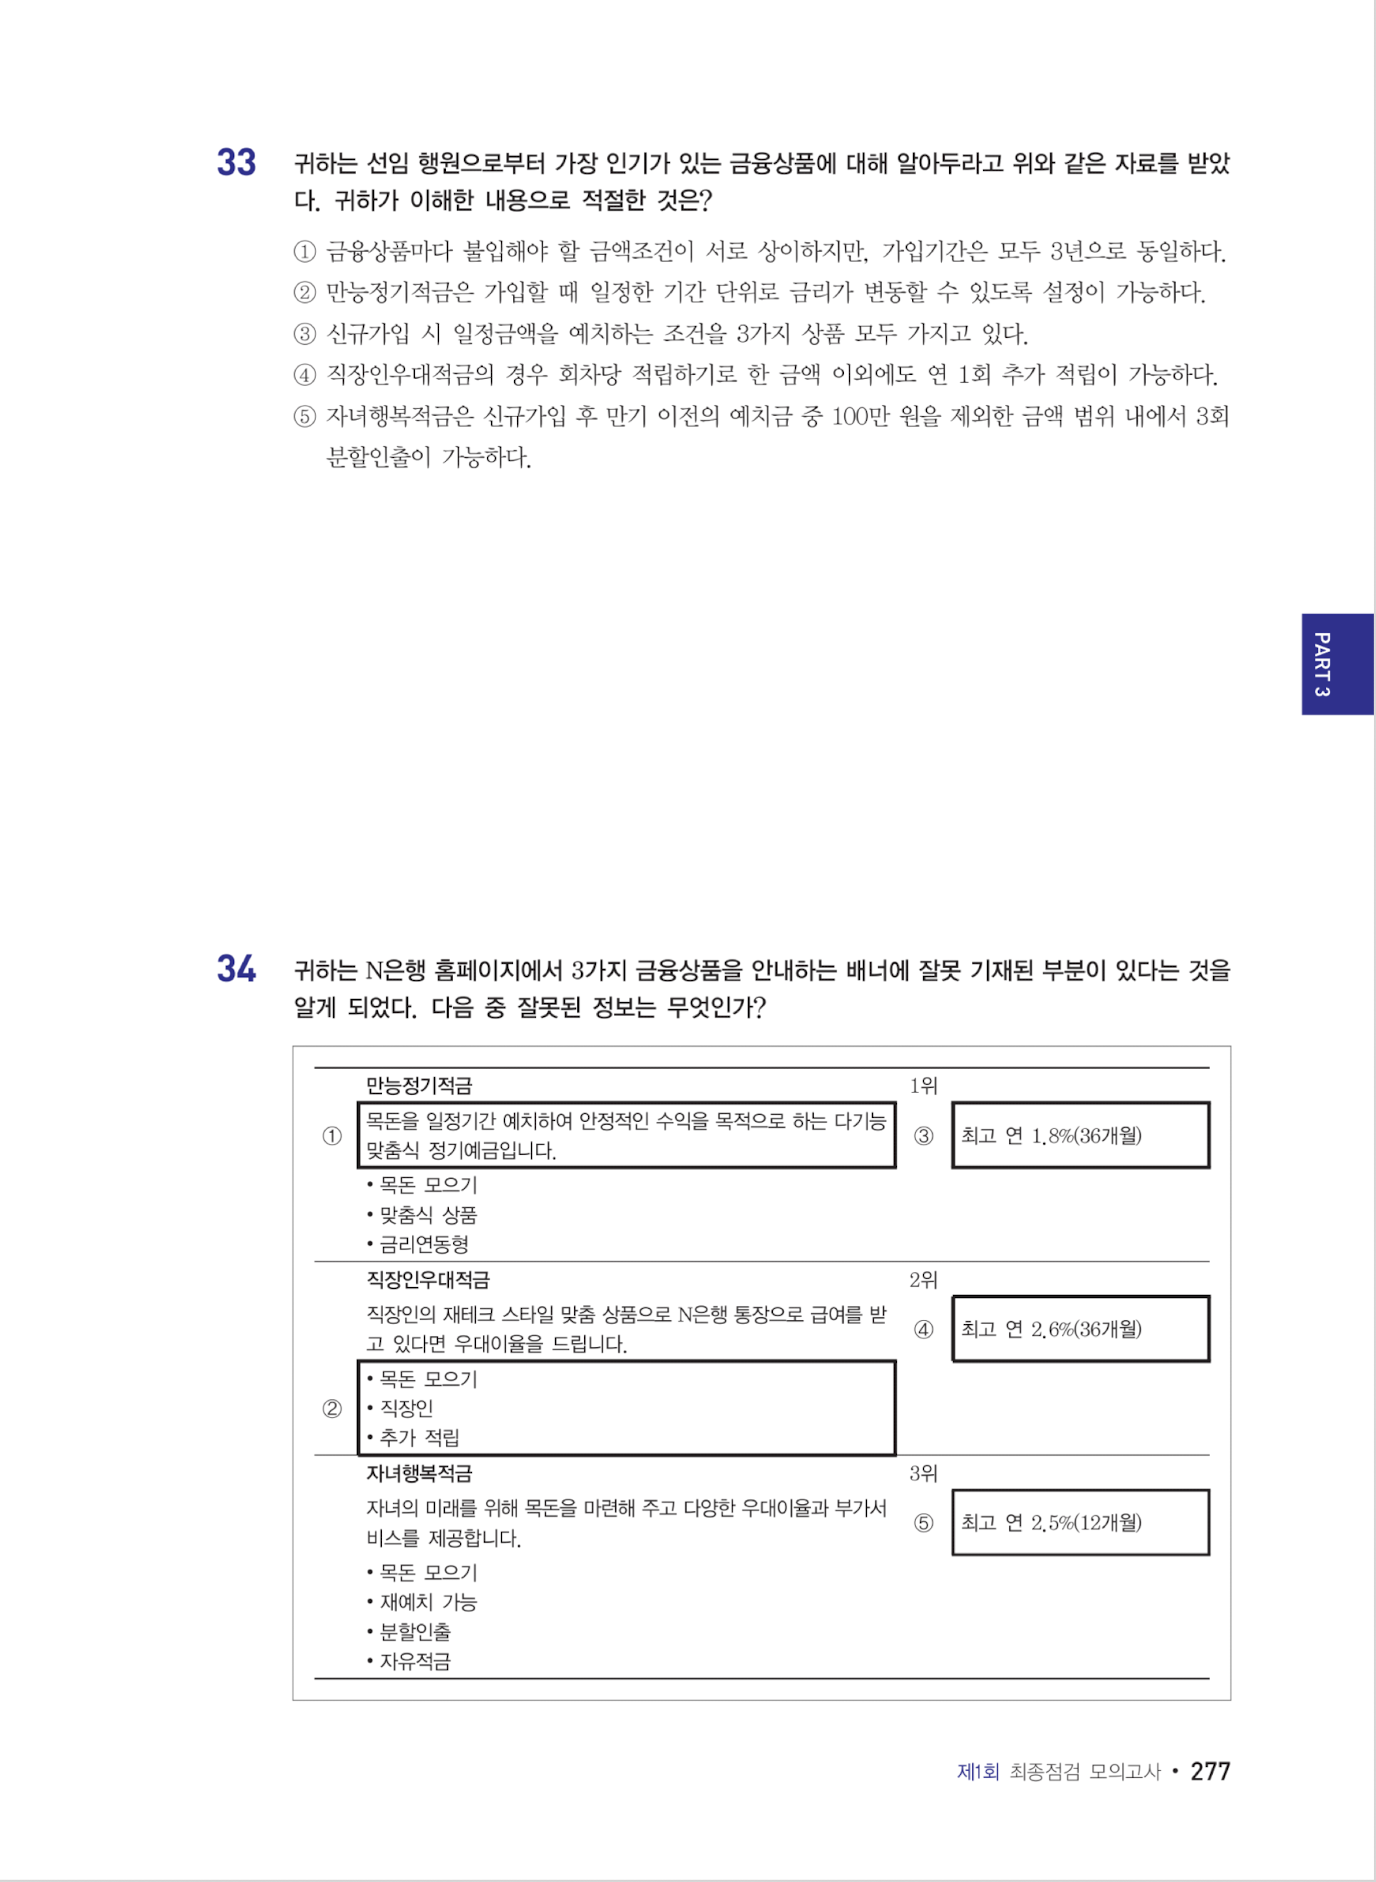 33 귀하는 선임 행원으로부터 가장 인기가 있는 금융상품에 대해 알아두라고 위와 같은 자료를 받았
다. 귀하가 이해한 내용으로 적절한 것은?
① 금융상품마다 불입해야 할 금액조건이 서로 상이하지만, 가입기간은 모두 3년으로 동일하다.
② 만능정기적금은 가입할 때 일정한 기간 단위로 금리가 변동할 수 있도록 설정이 가능하다.
③ 신규가입 시 일정금액을 예치하는 조건을 3가지 상품 모두 가지고 있다.
④ 직장인우대적금의 경우 회차당 적립하기로 한 금액 이외에도 연 1회 추가 적립이 가능하다.
⑤ 자녀행복적금은 신규가입 후 만기 이전의 예치금 중 100만 원을 제외한 금액 범위 내에서 3회
분할인출이 가능하다.
PART 3
34 귀하는 N은행 홈페이지에서 3가지 금융상품을 안내하는 배너에 잘못 기재된 부분이 있다는 것을
알게 되었다. 다음 중 잘못된 정보는 무엇인가?
만능정기적금 1위
① 목돈을 일정기간 예치하여 안정적인 수익을 목적으로 하는 다기능
맞춤식 정기예금입니다.
③ 최고 연 1.8%(36개월)
• 목돈 모으기
• 맞춤식 상품
• 금리연동형
직장인우대적금 2위
직장인의 재테크 스타일 맞춤 상품으로 N은행 통장으로 급여를 받
고 있다면 우대이율을 드립니다.
④ 최고 연 2.6%(36개월)
② • 목돈 모으기
• 직장인
• 추가 적립
자녀행복적금 3위
자녀의 미래를 위해 목돈을 마련해 주고 다양한 우대이율과 부가서
비스를 제공합니다.
⑤ 최고 연 2.5%(12개월)
• 목돈 모으기
• 재예치 가능
• 분할인출
• 자유적금
제1회 최종점검 모의고사 • 277